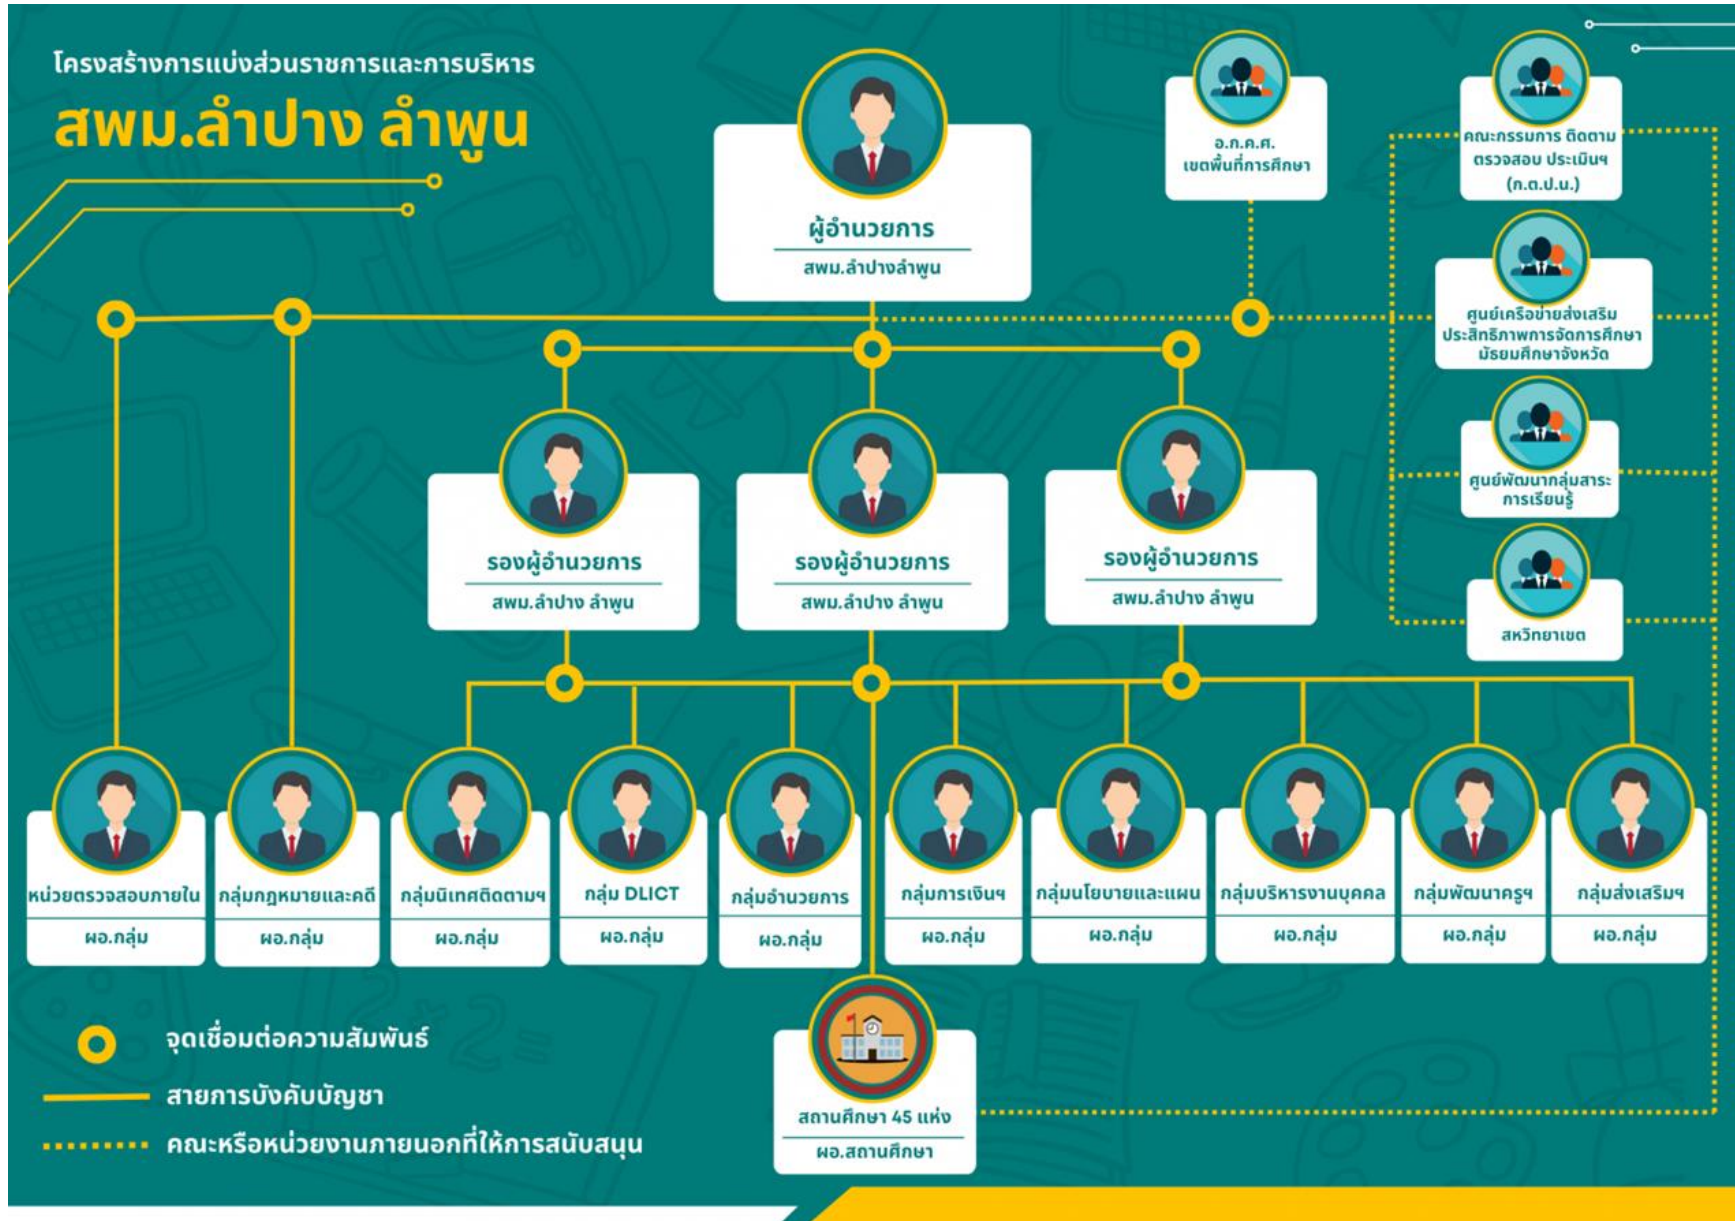 โครงสร้างการแบ่งส่วนราชการและการบริหาร
สพม.ลำปาง ลำพูน
ผู้อำนวยการ
สพม.ลำปางลำพูน
อ.ก.ค.ศ.
เขตพื้นที่การศึกษา
คณะกรรมการ ติดตาม
ตรวจสอบ ประเมินฯ
(ก.ต.ป.น.)
ศูนย์เครือข่ายส่งเสริม
ประสิทธิภาพการจัดการศึกษา
มัธยมศึกษาจังหวัด
ศูนย์พัฒนากลุ่มสาระ
การเรียนรู้
สหวิทยาเขต
รองผู้อำนวยการ
สพม.ลำปาง ลำพูน
รองผู้อำนวยการ
สพม.ลำปาง ลำพูน
รองผู้อำนวยการ
สพม.ลำปาง ลำพูน
หน่วยตรวจสอบภายใน
ผอ.กลุ่ม
กลุ่มกฎหมายและคดี
ผอ.กลุ่ม
กลุ่มนิเทศติดตามฯ
ผอ.กลุ่ม
กลุ่ม DLICT
ผอ.กลุ่ม
กลุ่มอำนวยการ
ผอ.กลุ่ม
กลุ่มการเงินฯ
ผอ.กลุ่ม
กลุ่มนโยบายและแผน
ผอ.กลุ่ม
กลุ่มบริหารงานบุคคล
ผอ.กลุ่ม
กลุ่มพัฒนาครูฯ
ผอ.กลุ่ม
กลุ่มส่งเสริมฯ
ผอ.กลุ่ม
สถานศึกษา 45 แห่ง
ผอ.สถานศึกษา
จุดเชื่อมต่อความสัมพันธ์
สายการบังคับบัญชา
คณะหรือหน่วยงานภายนอกที่ให้การสนับสนุน
2 × 2 =